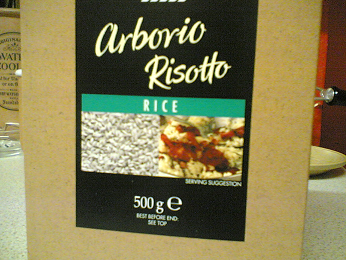 Arborio
Risotto
RICE
SERVING SUGGESTION
500 g ℮
BEST BEFORE END:
SEE TOP